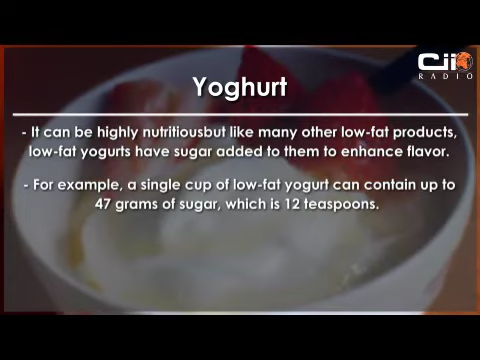 Cii
RADIO
Yoghurt
- It can be highly nutritiousbut like many other low-fat products,
low-fat yogurts have sugar added to them to enhance flavor.
- For example, a single cup of low-fat yogurt can contain up to
47 grams of sugar, which is 12 teaspoons.